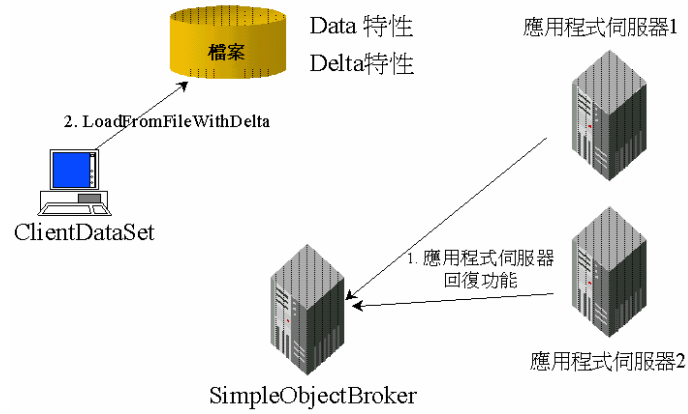 Data 特性
Delta特性
檔案
應用程式伺服器1
2. LoadFromFileWithDelta
ClientDataSet
1. 應用程式伺服器
回復功能
應用程式伺服器2
SimpleObjectBroker